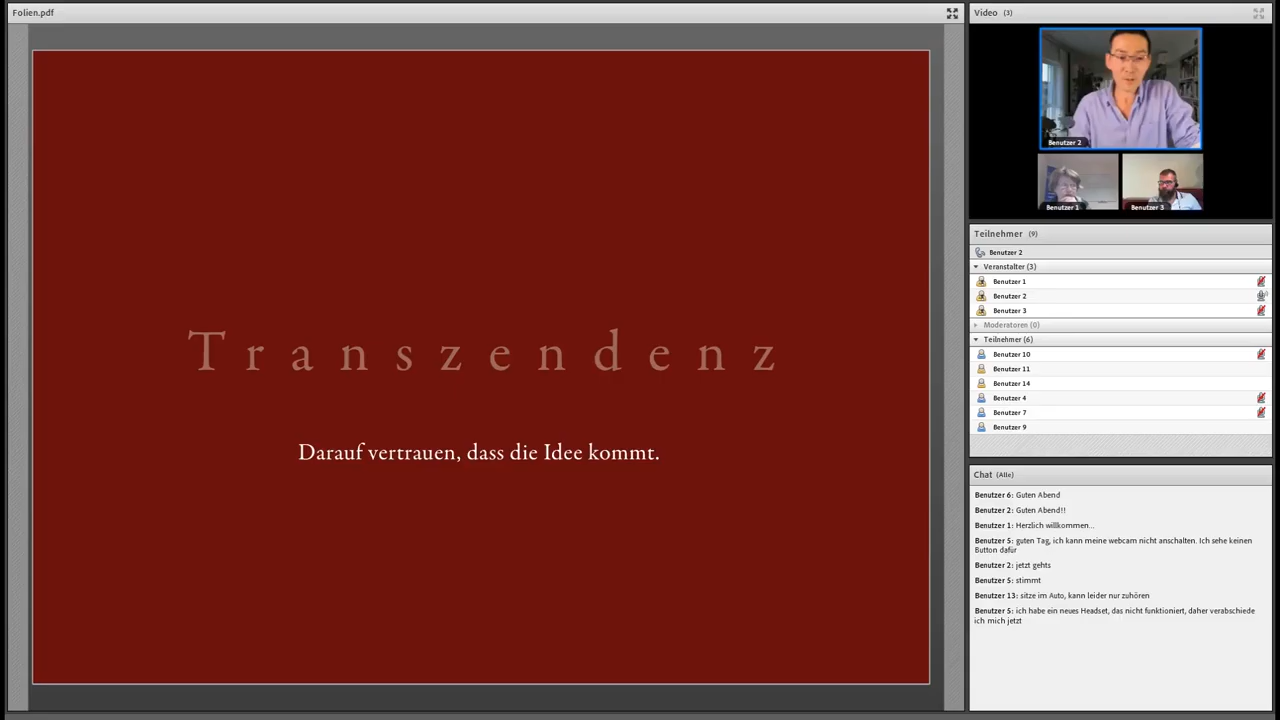 Folien.pdf
T r a n s z e n d e n z
Darauf vertrauen, dass die Idee kommt.
Video (3)
Benutzer 2
Benutzer 1
Benutzer 3
Teilnehmer (9)
Benutzer 2
Veranstalter (3)
Benutzer 1
Benutzer 2
Benutzer 3
Moderatoren (0)
Teilnehmer (6)
Benutzer 10
Benutzer 11
Benutzer 14
Benutzer 4
Benutzer 7
Benutzer 9
Chat (Alle)
Benutzer 6: Guten Abend
Benutzer 2: Guten Abend!!
Benutzer 1: Herzlich willkommen...
Benutzer 5: guten Tag, ich kann meine webcam nicht anschalten. Ich sehe keinen
Button dafür
Benutzer 2: jetzt gehts
Benutzer 5: stimmt
Benutzer 13: sitze im Auto, kann leider nur zuhören
Benutzer 5: ich habe ein neues Headset, das nicht funktioniert, daher verabschiede
ich mich jetzt